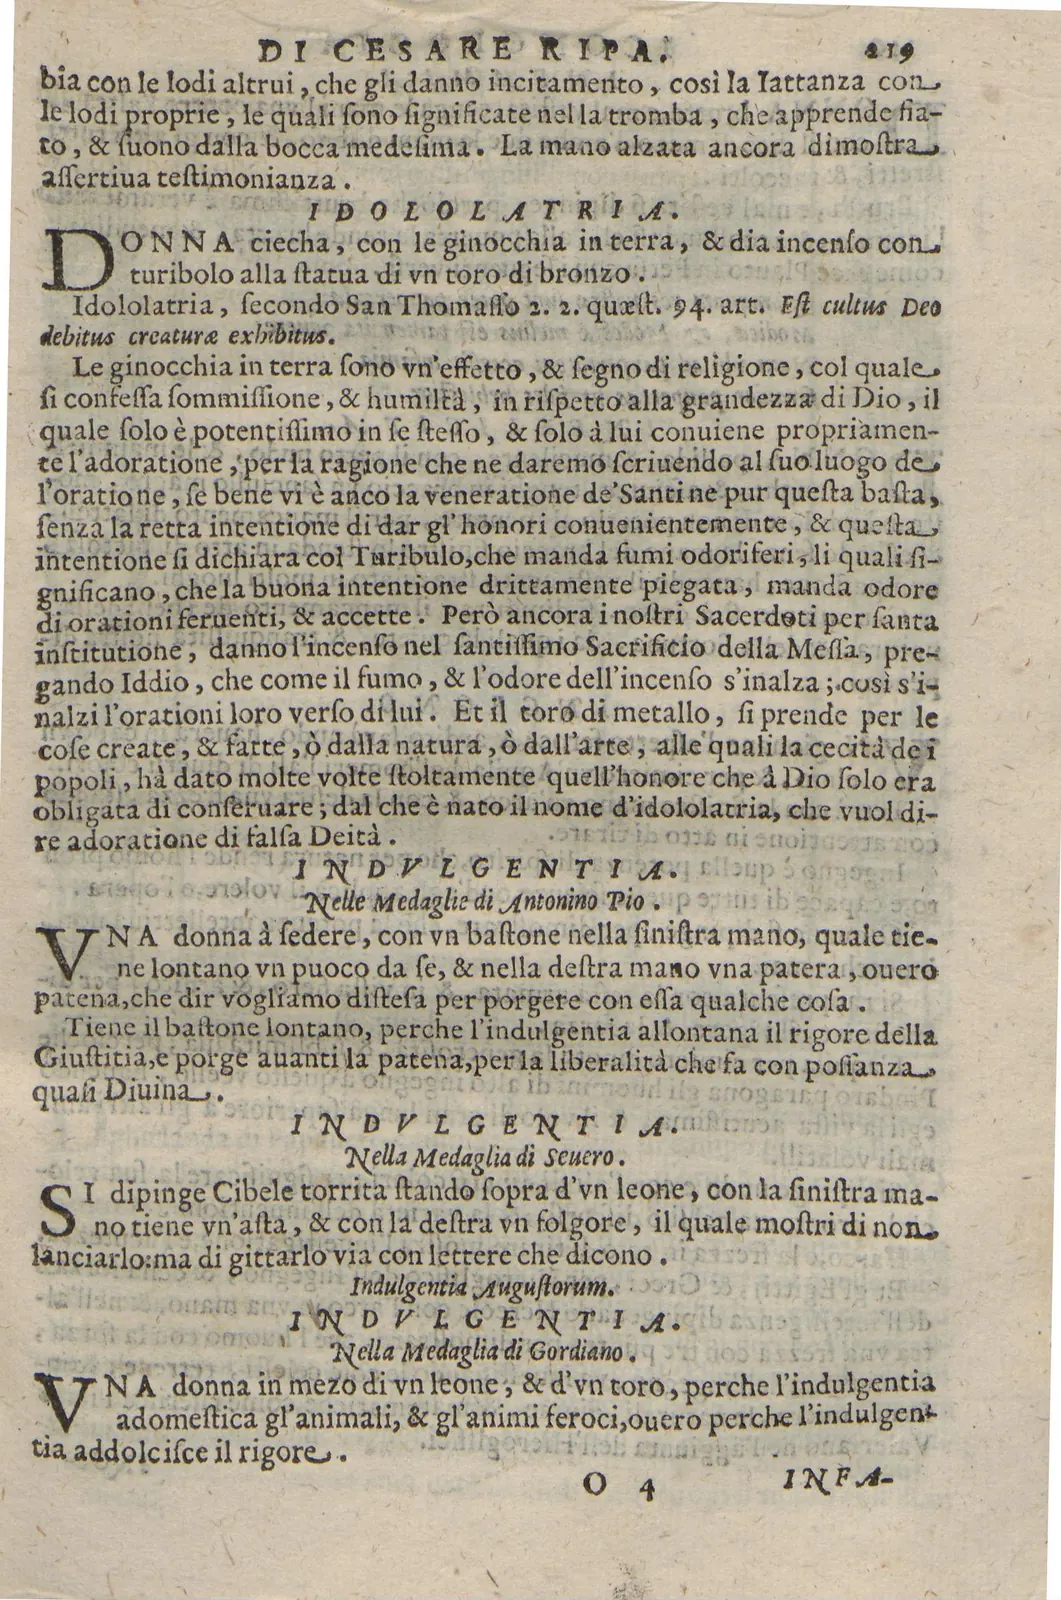 DI CESARE RIPA. 219
bia con le lodi altrui, che gli danno incitamento, così la Iattanza con
le lodi proprie, le quali ſono ſignificate nella tromba, che apprende fia-
to, & ſuono dalla bocca medeſima. La mano alzata ancora dimoſtra
aſſertiua teſtimonianza.
IDOLOLATRIA.
DONNA ciecha, con le ginocchia in terra, & dia incenſo con
turibolo alla ſtatua di vn toro di bronzo.
Idololatria, ſecondo San Thomaſſo 2. 2. quæſt. 94. art. Eſt cultus Deo
debitus creaturæ exhibitus.
Le ginocchia in terra ſono vn'effetto, & ſegno di religione, col quale
ſi confeſſa ſommiſſione, & humiltà, in riſpetto alla grandezza di Dio, il
quale ſolo è potentiſſimo in ſe ſteſſo, & ſolo à lui conuiene propriamen-
te l'adoratione, per la ragione che ne daremo ſcriuendo al ſuo luogo de
l'oratione, ſe bene vi è anco la veneratione de'Santi ne pur queſta baſta,
ſenza la retta intentione di dar gl'honori conuenientemente, & queſta
intentione ſi dichiara col Turibulo,che manda fumi odoriferi, li quali ſi-
gnificano, che la buona intentione drittamente piegata, manda odore
di orationi feruenti, & accette. Però ancora i noſtri Sacerdoti per ſanta
inſtitutione, danno l'incenſo nel ſantiſſimo Sacrificio della Meſſa, pre-
gando Iddio, che come il fumo, & l'odore dell'incenſo s'inalza; così s'i-
nalzi l'orationi loro verſo di lui. Et il toro di metallo, ſi prende per le
coſe create, & fatte, ò dalla natura, ò dall'arte, alle quali la cecità de i
popoli, hà dato molte volte ſtoltamente quell'honore che à Dio ſolo era
obligata di conſeruare; dal che è nato il nome d'idololatria, che vuol di-
re adoratione di falſa Deità.
INDVLGENTIA.
Nelle Medaglie di Antonino Pio.
VNA donna à ſedere, con vn baſtone nella ſiniſtra mano, quale tie-
ne lontano vn puoco da ſe, & nella deſtra mano vna patera, ouero
patena,che dir vogliamo diſteſa per porgere con eſſa qualche coſa.
Tiene il baſtone lontano, perche l'indulgentia allontana il rigore della
Giuſtitia,e porge auanti la patena,per la liberalità che fa con poſſanza
quaſi Diuina.
INDVLGENTIA.
Nella Medaglia di Seuero.
SI dipinge Cibele torrita ſtando ſopra d'vn leone, con la ſiniſtra ma-
no tiene vn'aſta, & con la deſtra vn folgore, il quale moſtri di non
lanciarlo:ma di gittarlo via con lettere che dicono.
Indulgentia Auguſtorum.
INDVLGENTIA.
Nella Medaglia di Gordiano.
VNA donna in mezo di vn leone, & d'vn toro, perche l'indulgentia
adomeſtica gl'animali, & gl'animi feroci,ouero perche l'indulgen-
tia addolciſce il rigore.
O 4 INFA-